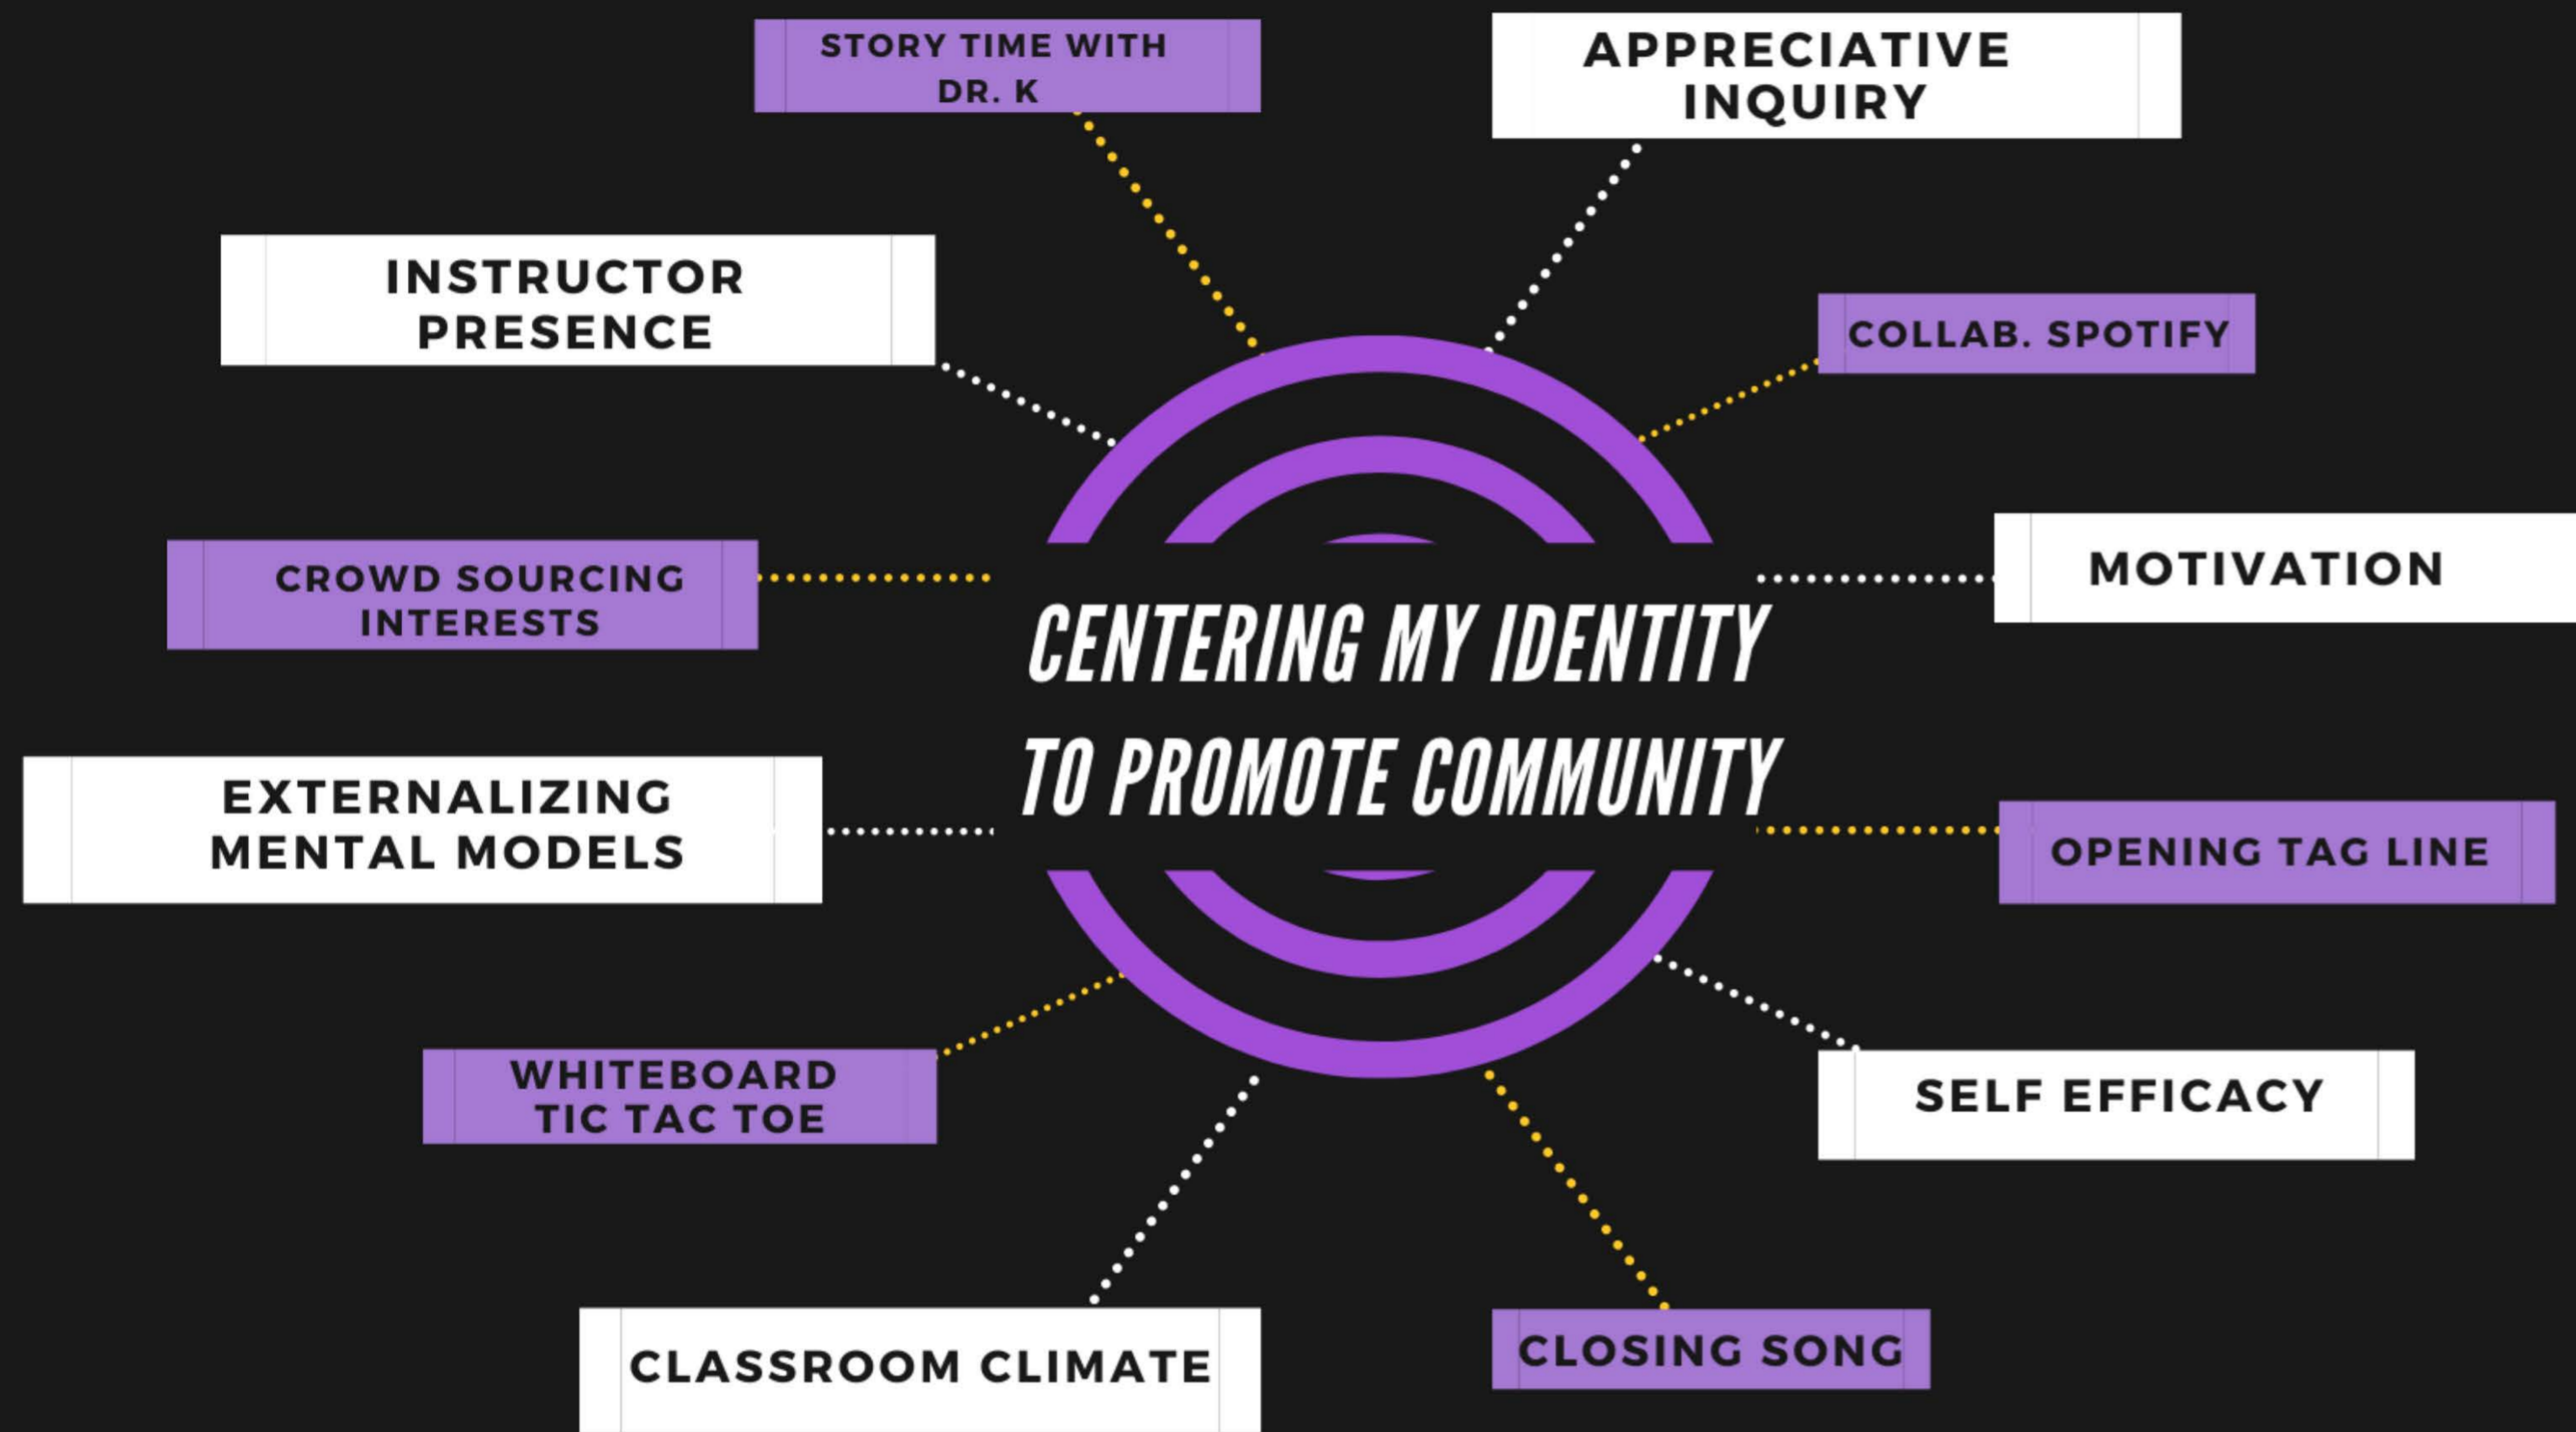 STORY TIME WITH
DR. K
APPRECIATIVE
INQUIRY
INSTRUCTOR
PRESENCE
COLLAB. SPOTIFY
CROWD SOURCING
INTERESTS
MOTIVATION
CENTERING MY IDENTITY
TO PROMOTE COMMUNITY
EXTERNALIZING
MENTAL MODELS
OPENING TAG LINE
WHITEBOARD
TIC TAC TOE
SELF EFFICACY
CLASSROOM CLIMATE
CLOSING SONG